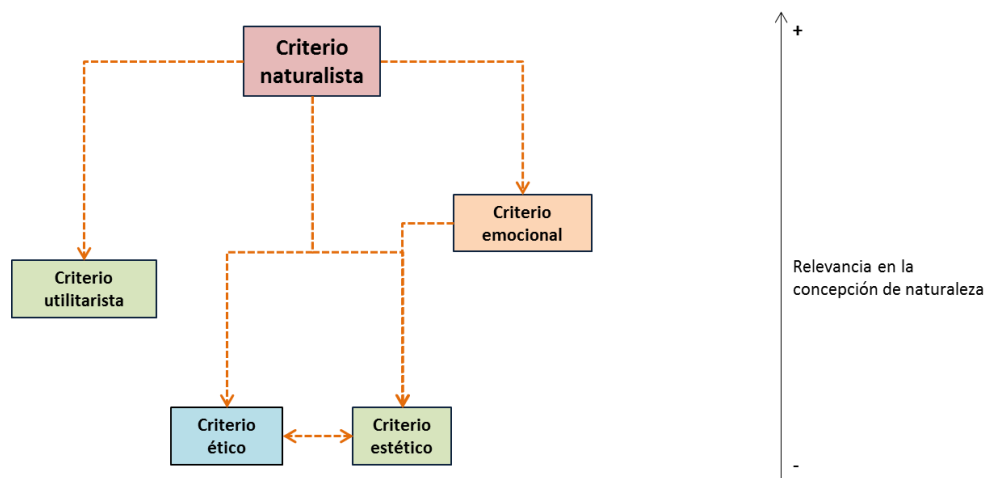 Criterio
naturalista
+
Criterio
emocional
Criterio
utilitarista
Relevancia en la
concepción de naturaleza
Criterio
ético
Criterio
estético
-